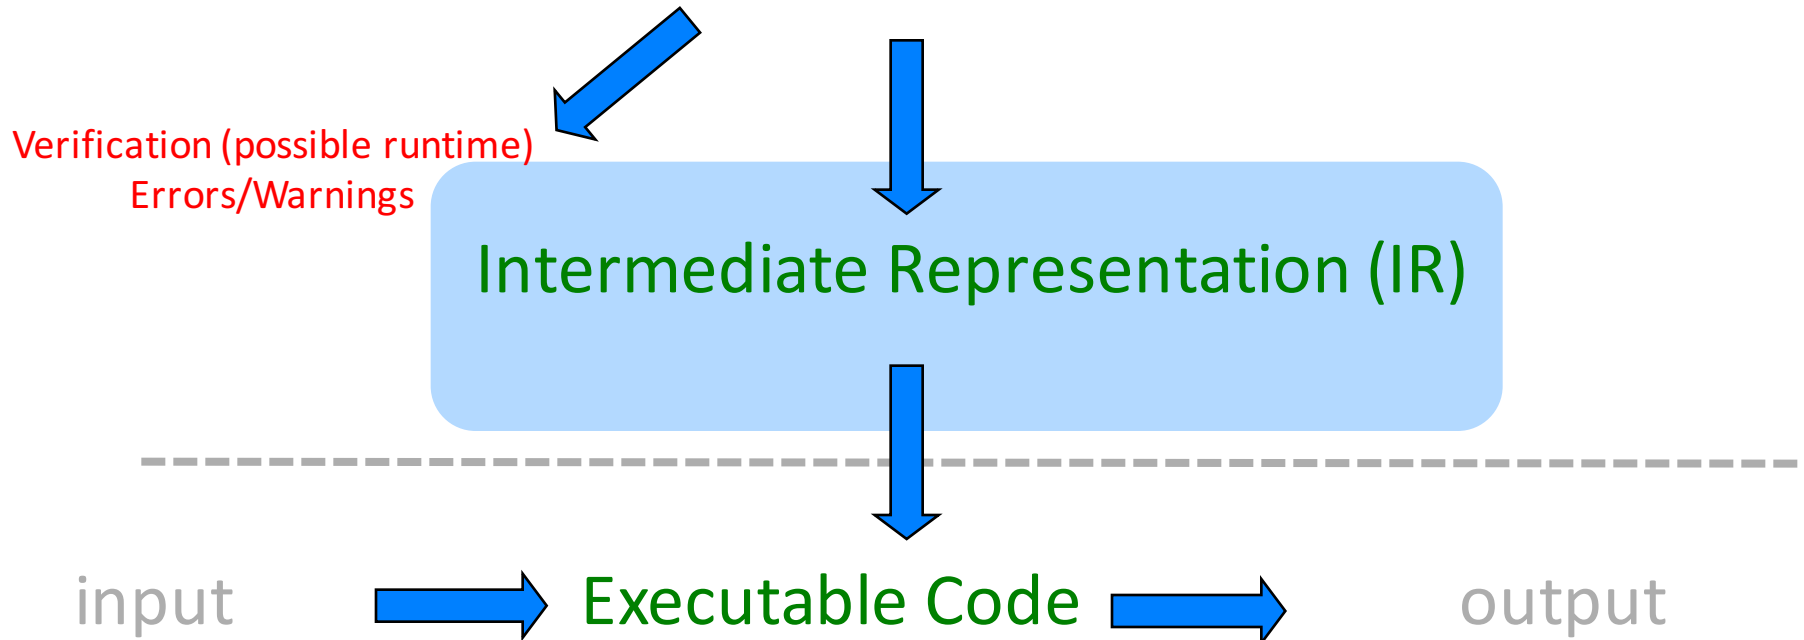 Verification (possible runtime)
Errors/Warnings
Intermediate Representation (IR)
input
Executable Code
output